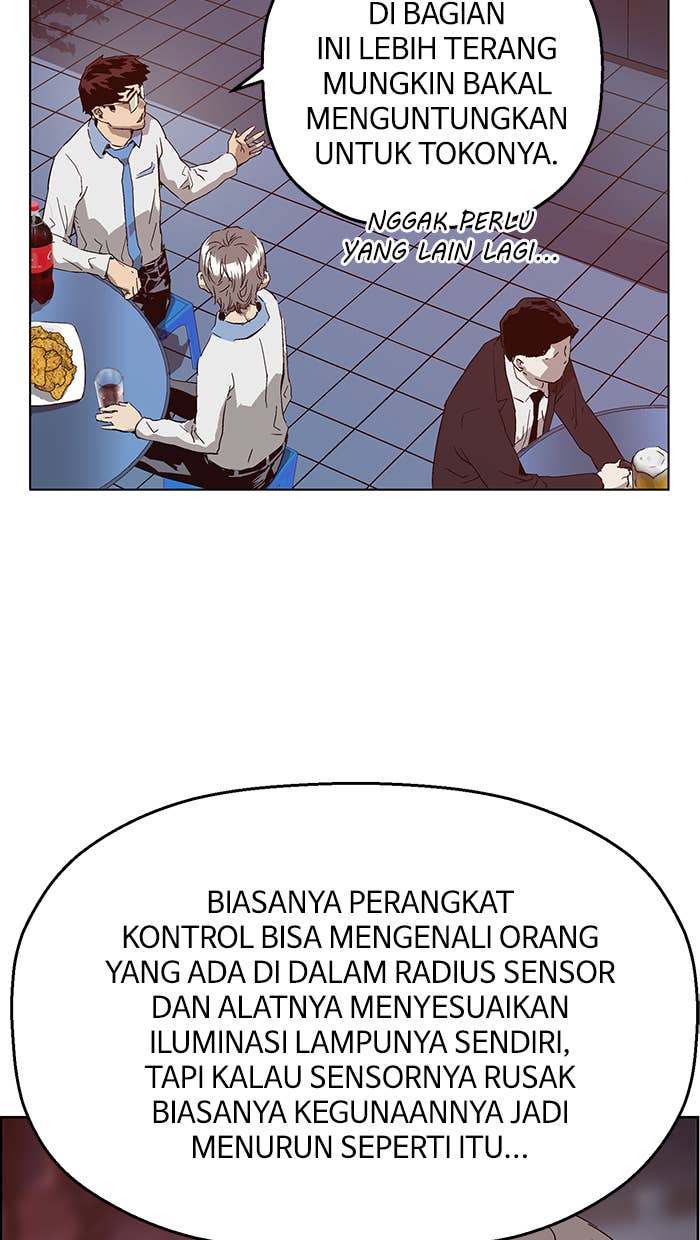 DI BAGIAN
INI LEBIH TERANG
MUNGKIN BAKAL
MENGUNTUNGKAN
UNTUK TOKONYA.
NGGAK PERLU
YANG LAIN LAGI...
BIASANYA PERANGKAT
KONTROL BISA MENGENALI ORANG
YANG ADA DI DALAM RADIUS SENSOR
DAN ALATNYA MENYESUAIKAN
ILUMINASI LAMPUNYA SENDIRI,
TAPI KALAU SENSORNYA RUSAK
BIASANYA KEGUNAANNYA JADI
MENURUN SEPERTI ITU...